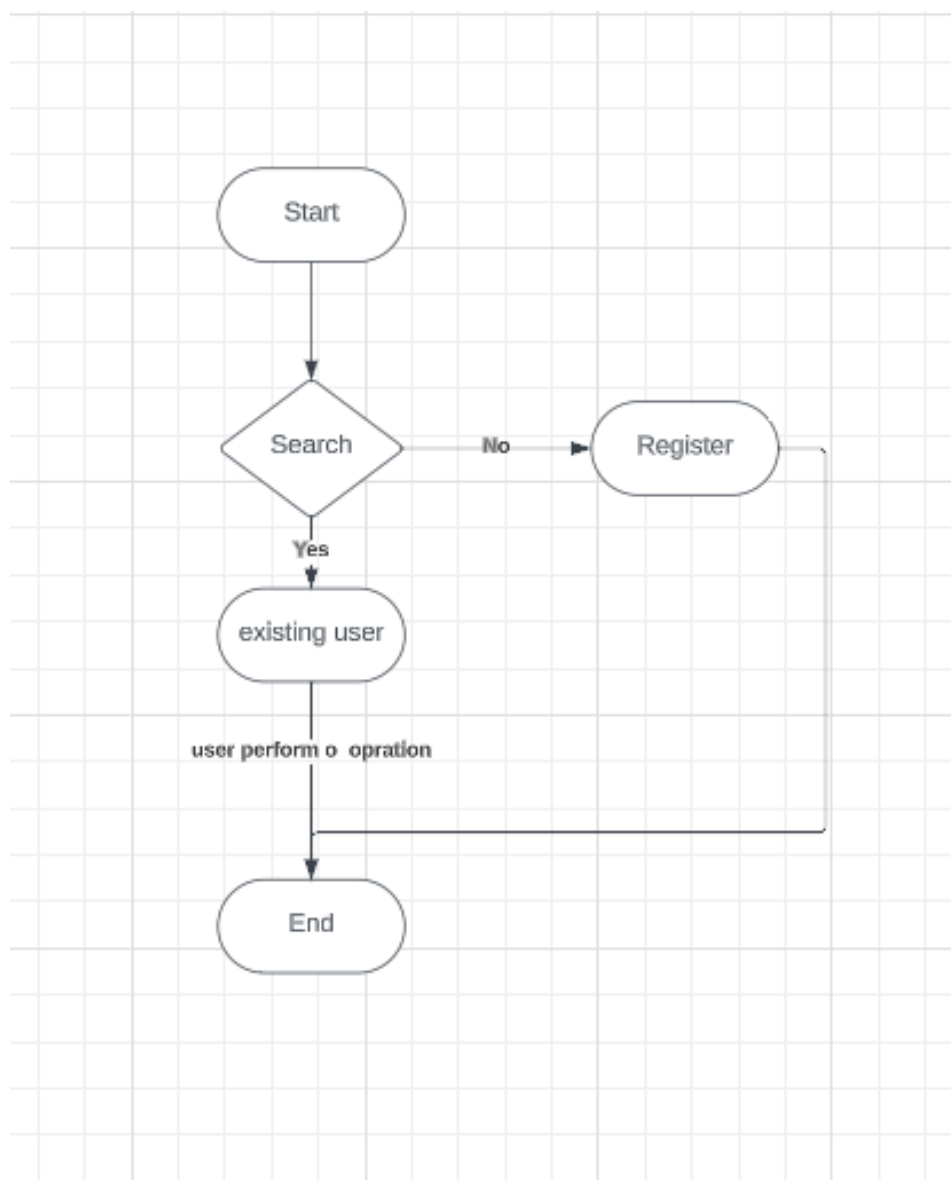 Start
Search
No
Register
Yes
existing user
user perform o opration
End